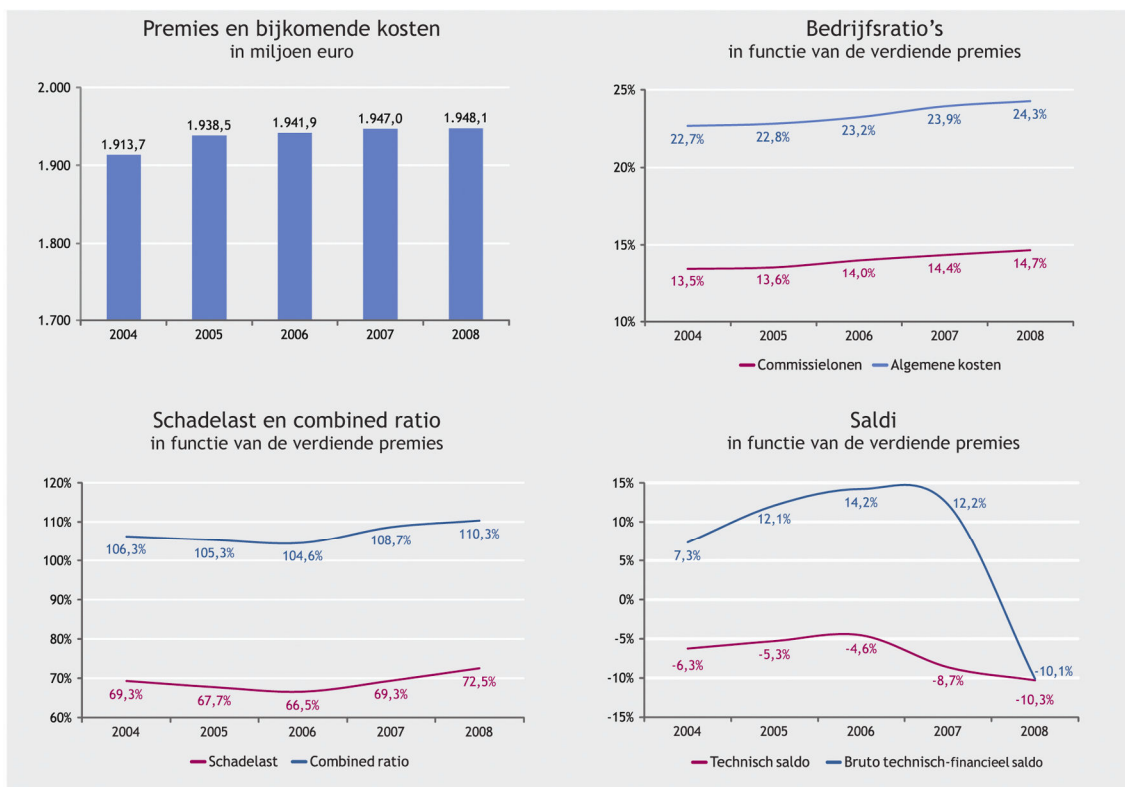 Premies en bijkomende kosten
in miljoen euro
2.000
1.900
1.800
1.700
1.913,7
1.938,5
1.941,9
1.947,0
1.948,1
2004 2005 2006 2007 2008
Bedrijfsratio’s
in functie van de verdiende premies
25%
20%
15%
10%
22,7% 22,8% 23,2% 23,9% 24,3%
13,5% 13,6% 14,0% 14,4% 14,7%
2004 2005 2006 2007 2008
Commissielonen Algemene kosten
Schadelast en combined ratio
in functie van de verdiende premies
120%
110%
100%
90%
80%
70%
60%
106,3% 105,3% 104,6% 108,7% 110,3%
69,3% 67,7% 66,5% 69,3% 72,5%
2004 2005 2006 2007 2008
Schadelast Combined ratio
Saldi
in functie van de verdiende premies
15%
10%
5%
0%
-5%
-10%
-15%
7,3% 12,1% 14,2% 12,2% -10,1%
-6,3% -5,3% -4,6% -8,7% -10,3%
2004 2005 2006 2007 2008
Technisch saldo Bruto technisch-financieel saldo